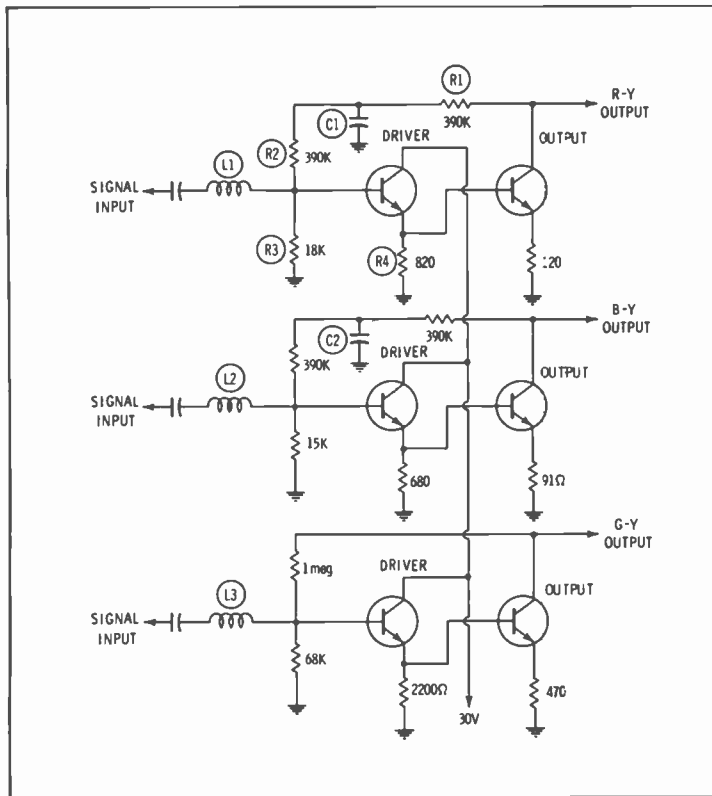 R1
R-Y
OUTPUT
C1
390K
DRIVER
OUTPUT
R2
390K
L1
SIGNAL
INPUT
R3
18K
R4
820
120
B-Y
OUTPUT
C2
390K
DRIVER
OUTPUT
390K
L2
SIGNAL
INPUT
15K
680
91Ω
G-Y
OUTPUT
1 meg
DRIVER
OUTPUT
L3
SIGNAL
INPUT
68K
2200Ω
30V
470